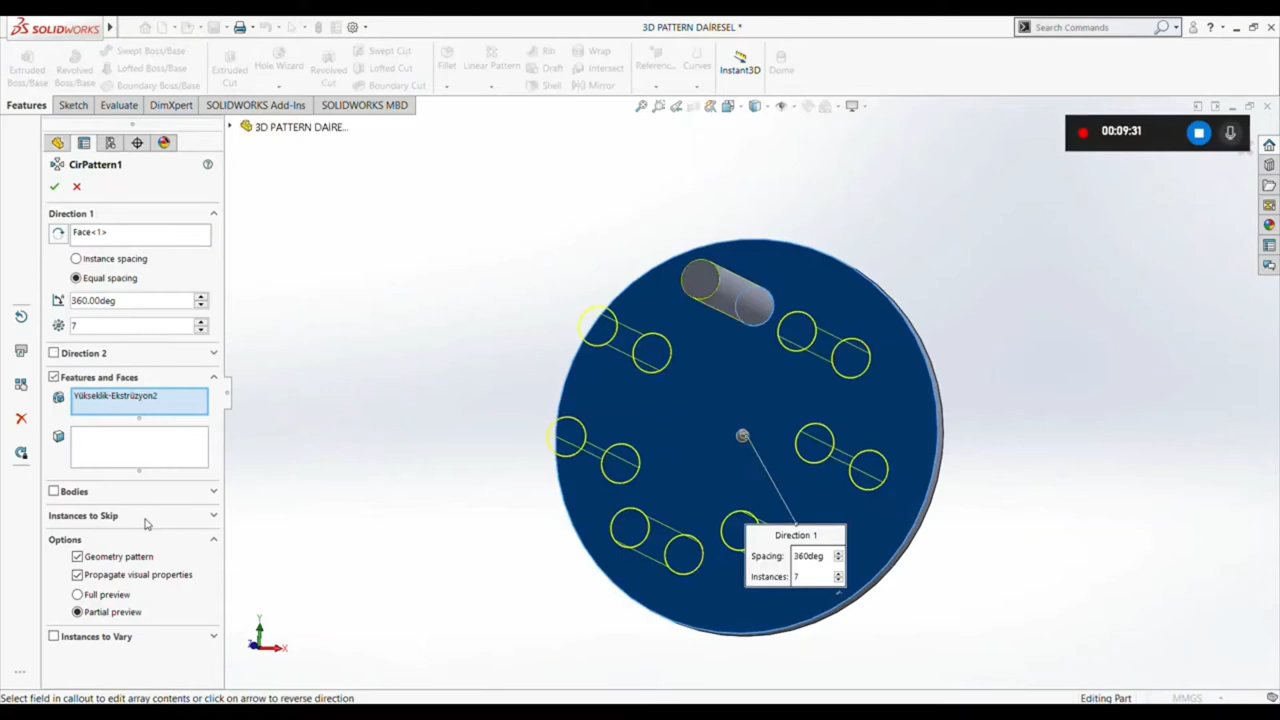 SOLIDWORKS
3D PATTERN DAİRESEL *
Search Commands
Extruded Boss/Base
Revolved Boss/Base
Swept Boss/Base
Lofted Boss/Base
Boundary Boss/Base
Extruded Cut
Hole Wizard
Revolved Cut
Swept Cut
Lofted Cut
Boundary Cut
Fillet
Linear Pattern
Rib
Draft
Shell
Wrap
Intersect
Mirror
Referenc...
Curves
Instant3D
Dome
Features
Sketch
Evaluate
DimXpert
SOLIDWORKS Add-Ins
SOLIDWORKS MBD
3D PATTERN DAIRE...
00:09:31
CirPattern1
Direction 1
Face<1>
Instance spacing
Equal spacing
360.00deg
7
Direction 2
Features and Faces
Yükseklik-Ekstrüzyon2
Bodies
Instances to Skip
Options
Geometry pattern
Propagate visual properties
Full preview
Partial preview
Instances to Vary
Direction 1
Spacing: 360deg
Instances: 7
Y
X
Select field in callout to edit array contents or click on arrow to reverse direction
Editing Part
MMGS